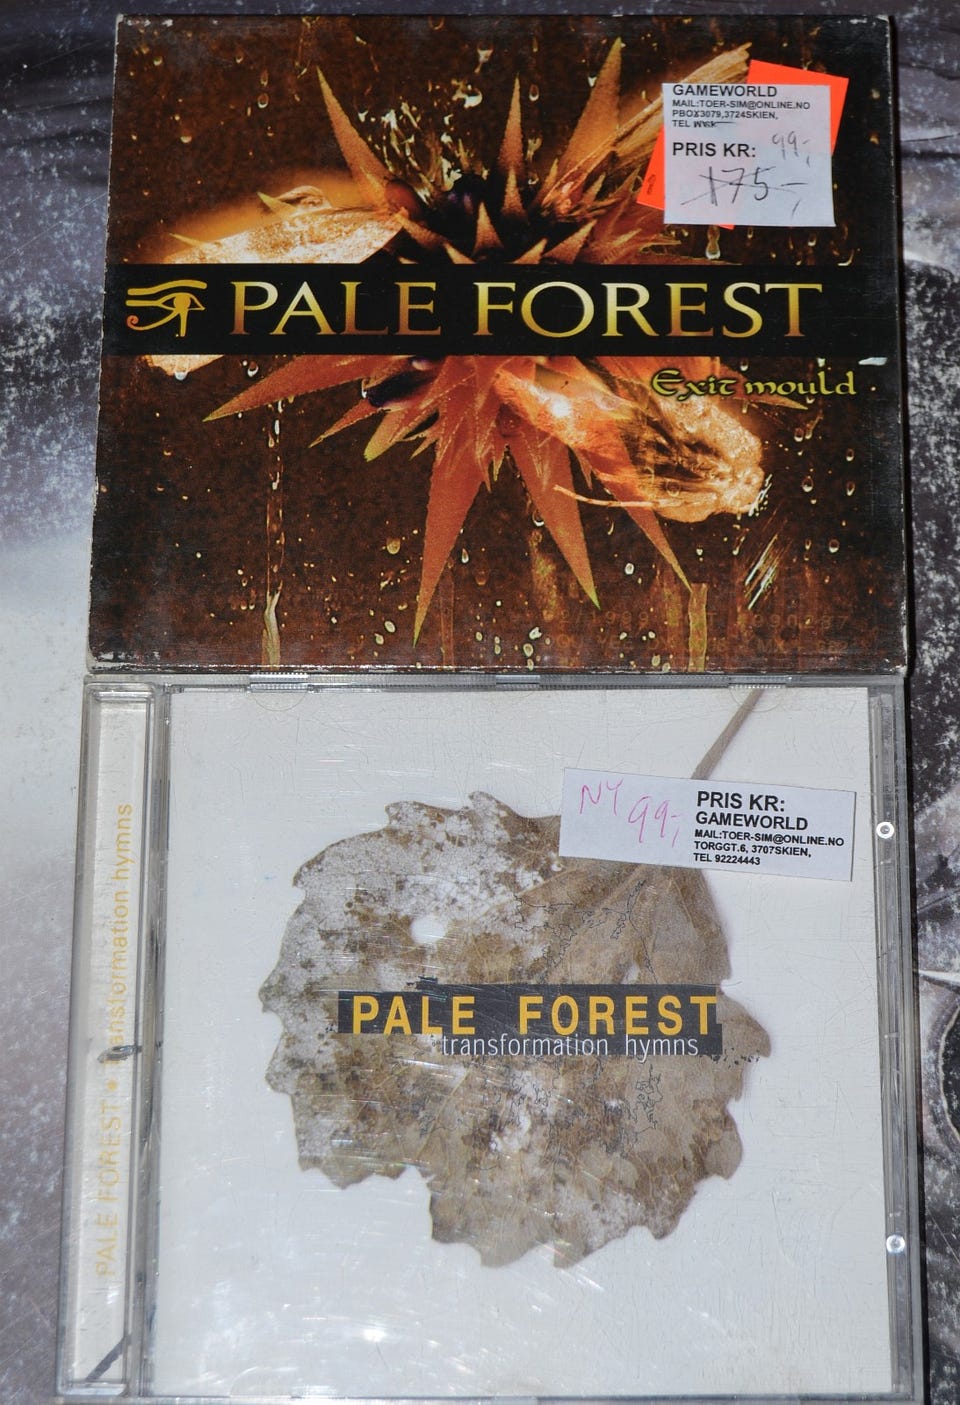 GAMEWORLD
MAIL:TOER-SIM@ONLINE.NO
PBOX3079,3724SKIEN,
TEL
PRIS KR: 99,-
175,-
PALE FOREST
Exit mould
NY 99,-
PRIS KR:
GAMEWORLD
MAIL:TOER-SIM@ONLINE.NO
TORGGT.6, 3707SKIEN,
TEL 92224443
PALE FOREST
transformation hymns
PALE FOREST • transformation hymns